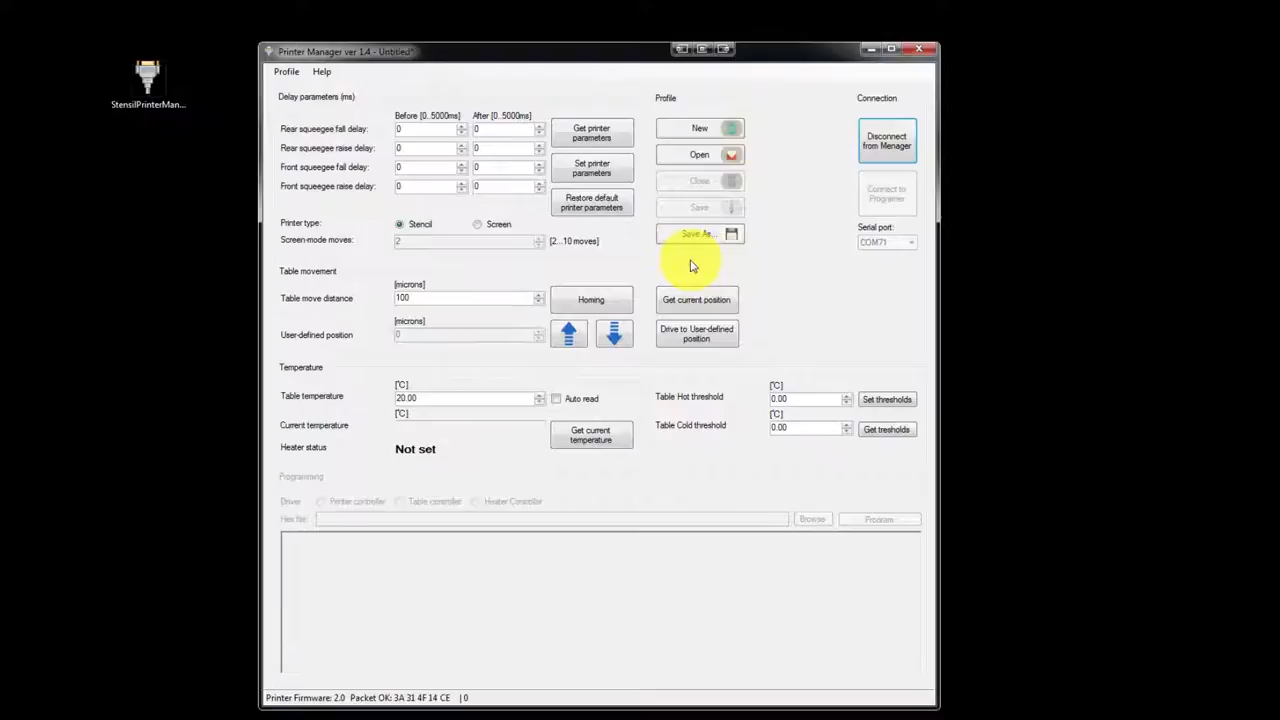 StensilPrinterMan...
Printer Manager ver 1.4 - Untitled*
Profile Help
Delay parameters (ms)
Before [0..5000ms] After [0..5000ms]
Rear squeegee fall delay: 0 0
Rear squeegee raise delay: 0 0
Front squeegee fall delay: 0 0
Front squeegee raise delay: 0 0
Get printer
parameters
Set printer
parameters
Restore default
printer parameters
Printer type: Stencil Screen
Screen-mode moves: 2 [2...10 moves]
Profile
New
Open
Close
Save
Save As...
Connection
Disconnect
from Menager
Connect to
Programer
Serial port:
COM71
Table movement
[microns]
Table move distance 100 Homing Get current position
[microns]
User-defined position 0
Drive to User-defined
position
Temperature
[°C]
Table temperature 20.00 Auto read
[°C]
Current temperature
Get current
temperature
Heater status Not set
[°C]
Table Hot threshold 0.00 Set thresholds
[°C]
Table Cold threshold 0.00 Get tresholds
Programming
Driver Printer controller Table controller Heater Controller
Hex file: Browse Program
Printer Firmware: 2.0 Packet OK: 3A 31 4F 14 CE | 0